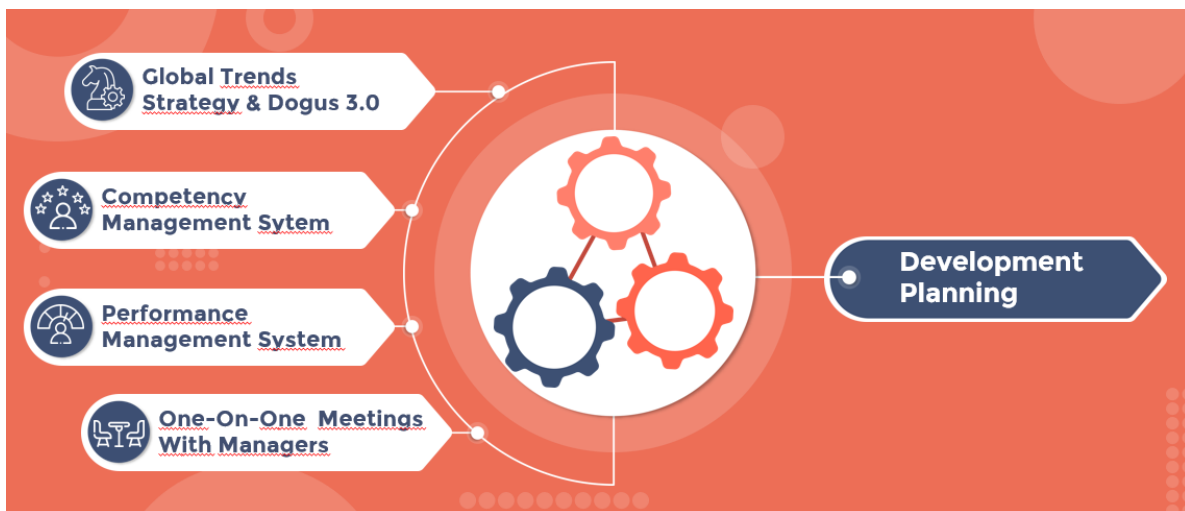 Global Trends
Strategy & Dogus 3.0
Competency
Management Sytem
Performance
Management System
One-On-One Meetings
With Managers
Development
Planning